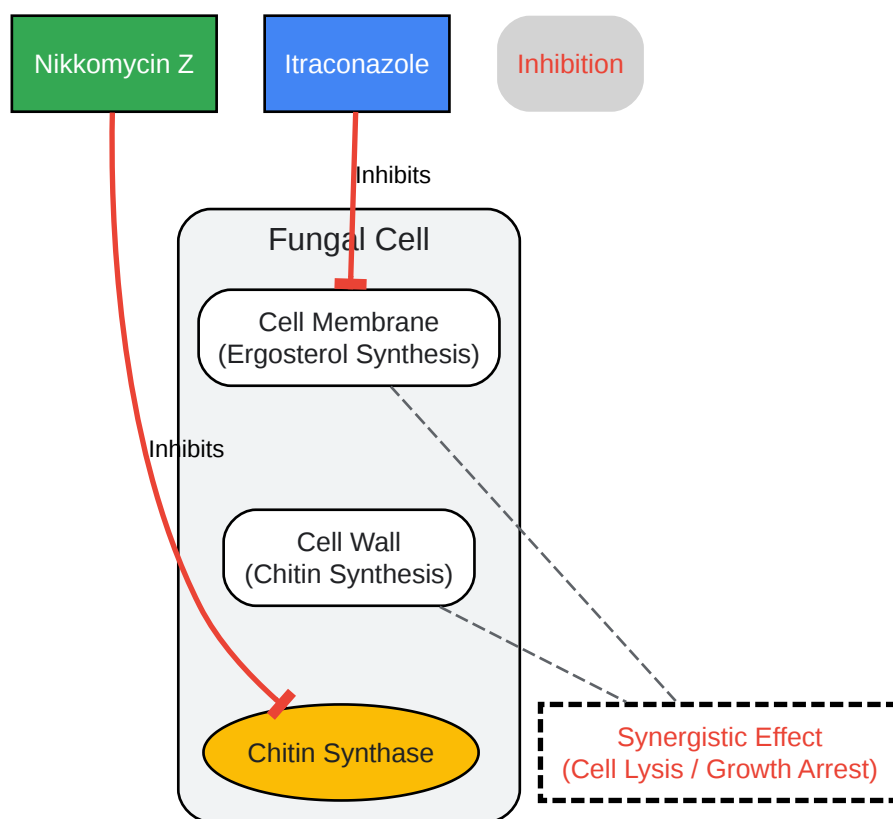 Nikkomycin Z
Itraconazole
Inhibition
Inhibits
Fungal Cell
Cell Membrane
(Ergosterol Synthesis)
Inhibits
Cell Wall
(Chitin Synthesis)
Chitin Synthase
Synergistic Effect
(Cell Lysis / Growth Arrest)